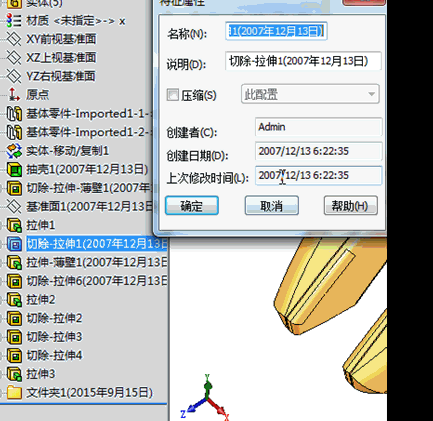 实体(5)
材质 <未指定>-> x
XY前视基准面
XZ上视基准面
YZ右视基准面
原点
基体零件-Imported1-1-
基体零件-Imported1-2-
实体-移动/复制1
抽壳1(2007年12月13日)
切除-拉伸-薄壁1(2007年
基准面1(2007年12月13日
拉伸1
切除-拉伸1(2007年12月13日
拉伸-薄壁1(2007年12月13日
切除-拉伸6(2007年12月13日
拉伸2
切除-拉伸2
切除-拉伸3
切除-拉伸4
拉伸3
文件夹1(2015年9月15日)
特征属性
名称(N):
1(2007年12月13日)
说明(D):
切除-拉伸1(2007年12月13日)
压缩(S)
此配置
创建者(C):
Admin
创建日期(D):
2007/12/13 6:22:35
上次修改时间(L):
2007/12/13 6:22:35
确定
取消
帮助(H)
Y
Z
X